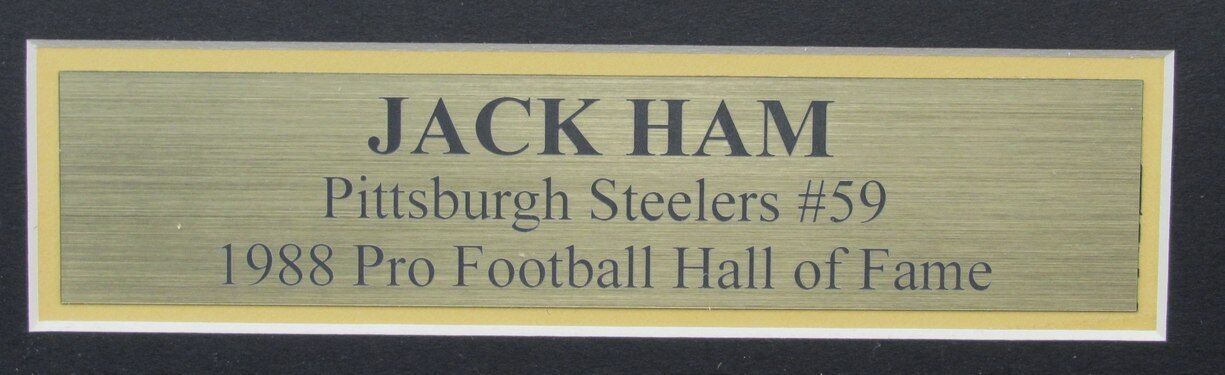 JACK HAM
Pittsburgh Steelers #59
1988 Pro Football Hall of Fame